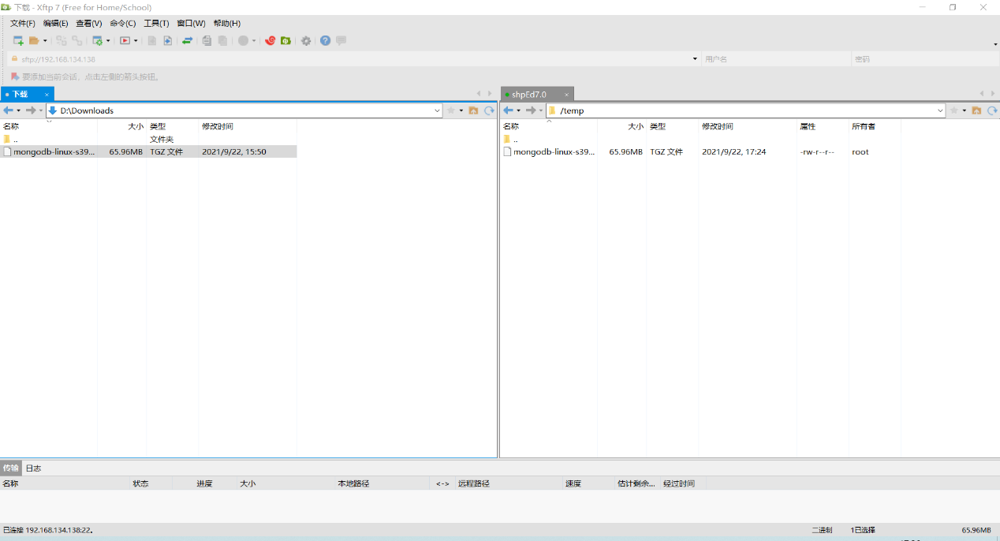 下载 - Xftp 7 (Free for Home/School)
文件(F) 编辑(E) 查看(V) 命令(C) 工具(T) 窗口(W) 帮助(H)
sftp://192.168.134.138 用户名 密码
要添加当前会话，点击左侧的箭头按钮。
下载 × shpEd7.0 ×
D:\Downloads /temp
名称 大小 类型 修改时间 名称 大小 类型 修改时间 属性 所有者
.. 文件夹 ..
mongodb-linux-s39... 65.96MB TGZ 文件 2021/9/22, 15:50 mongodb-linux-s39... 65.96MB TGZ 文件 2021/9/22, 17:24 -rw-r--r-- root
传输 日志
名称 状态 进度 大小 本地路径 <-> 远程路径 速度 估计剩余... 经过时间
已连接 192.168.134.138:22。 二进制 1已选择 65.96MB